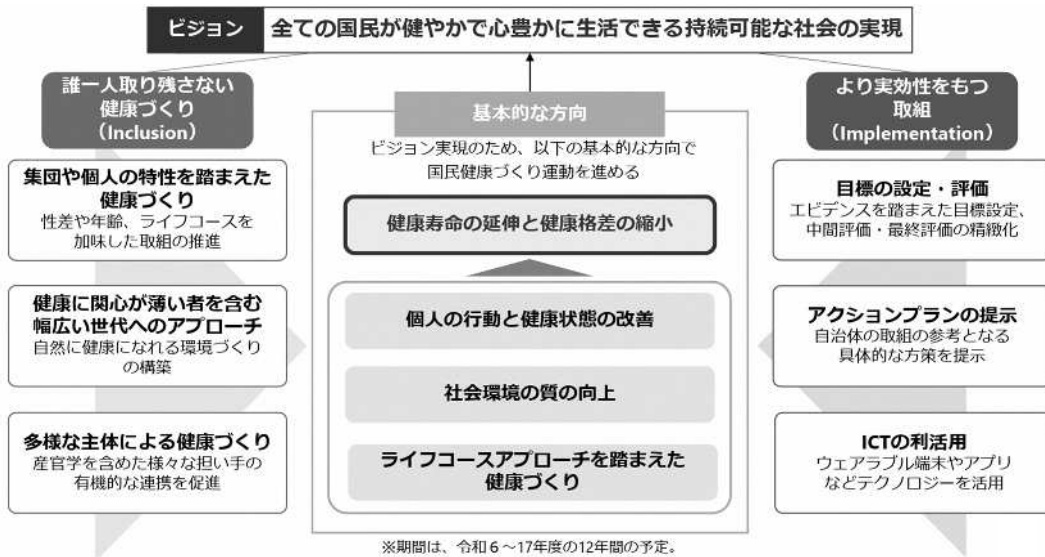 ビジョン 全ての国民が健やかで心豊かに生活できる持続可能な社会の実現
誰一人取り残さない
健康づくり
（Inclusion）
集団や個人の特性を踏まえた
健康づくり
性差や年齢、ライフコースを
加味した取組の推進
健康に関心が薄い者を含む
幅広い世代へのアプローチ
自然に健康になれる環境づくり
の構築
多様な主体による健康づくり
産官学を含めた様々な担い手の
有機的な連携を促進
基本的な方向
ビジョン実現のため、以下の基本的な方向で
国民健康づくり運動を進める
健康寿命の延伸と健康格差の縮小
個人の行動と健康状態の改善
社会環境の質の向上
ライフコースアプローチを踏まえた
健康づくり
より実効性をもつ
取組
（Implementation）
目標の設定・評価
エビデンスを踏まえた目標設定、
中間評価・最終評価の精緻化
アクションプランの提示
自治体の取組の参考となる
具体的な方策を提示
ICTの利活用
ウェアラブル端末やアプリ
などテクノロジーを活用
※期間は、令和６～17年度の12年間の予定。